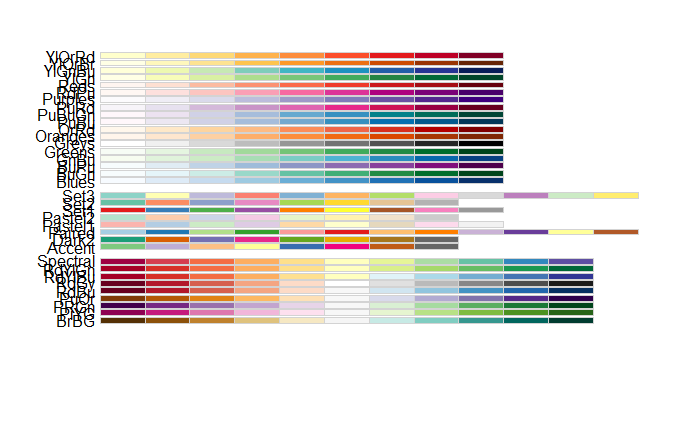 YlOrRd
YlOrBr
YlGnBu
YlGn
Reds
RdPu
Purples
PuRd
PuBuGn
PuBu
OrRd
Oranges
Greys
Greens
GnBu
BuPu
BuGn
Blues
Set3
Set2
Set1
Pastel2
Pastel1
Paired
Dark2
Accent
Spectral
RdYlGn
RdYlBu
RdGy
RdBu
PuOr
PRGn
PiYG
BrBG